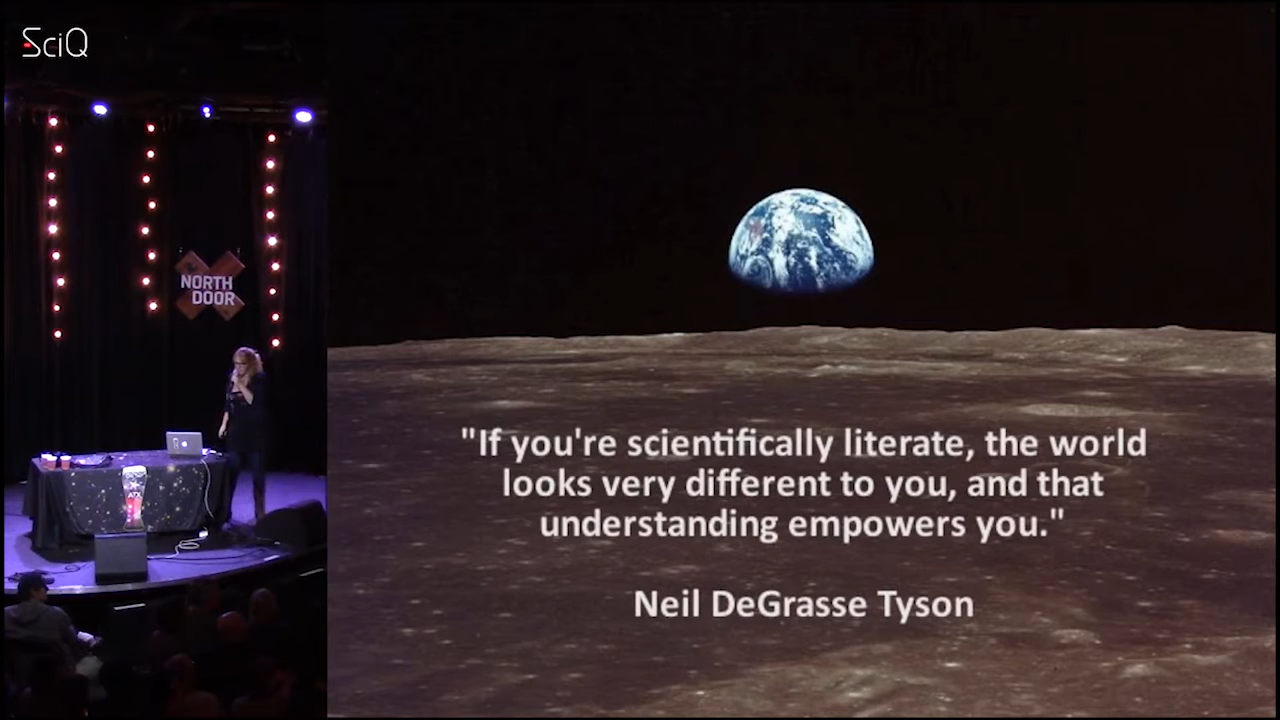 SciQ
NORTH
DOOR
ATX
"If you're scientifically literate, the world
looks very different to you, and that
understanding empowers you."
Neil DeGrasse Tyson